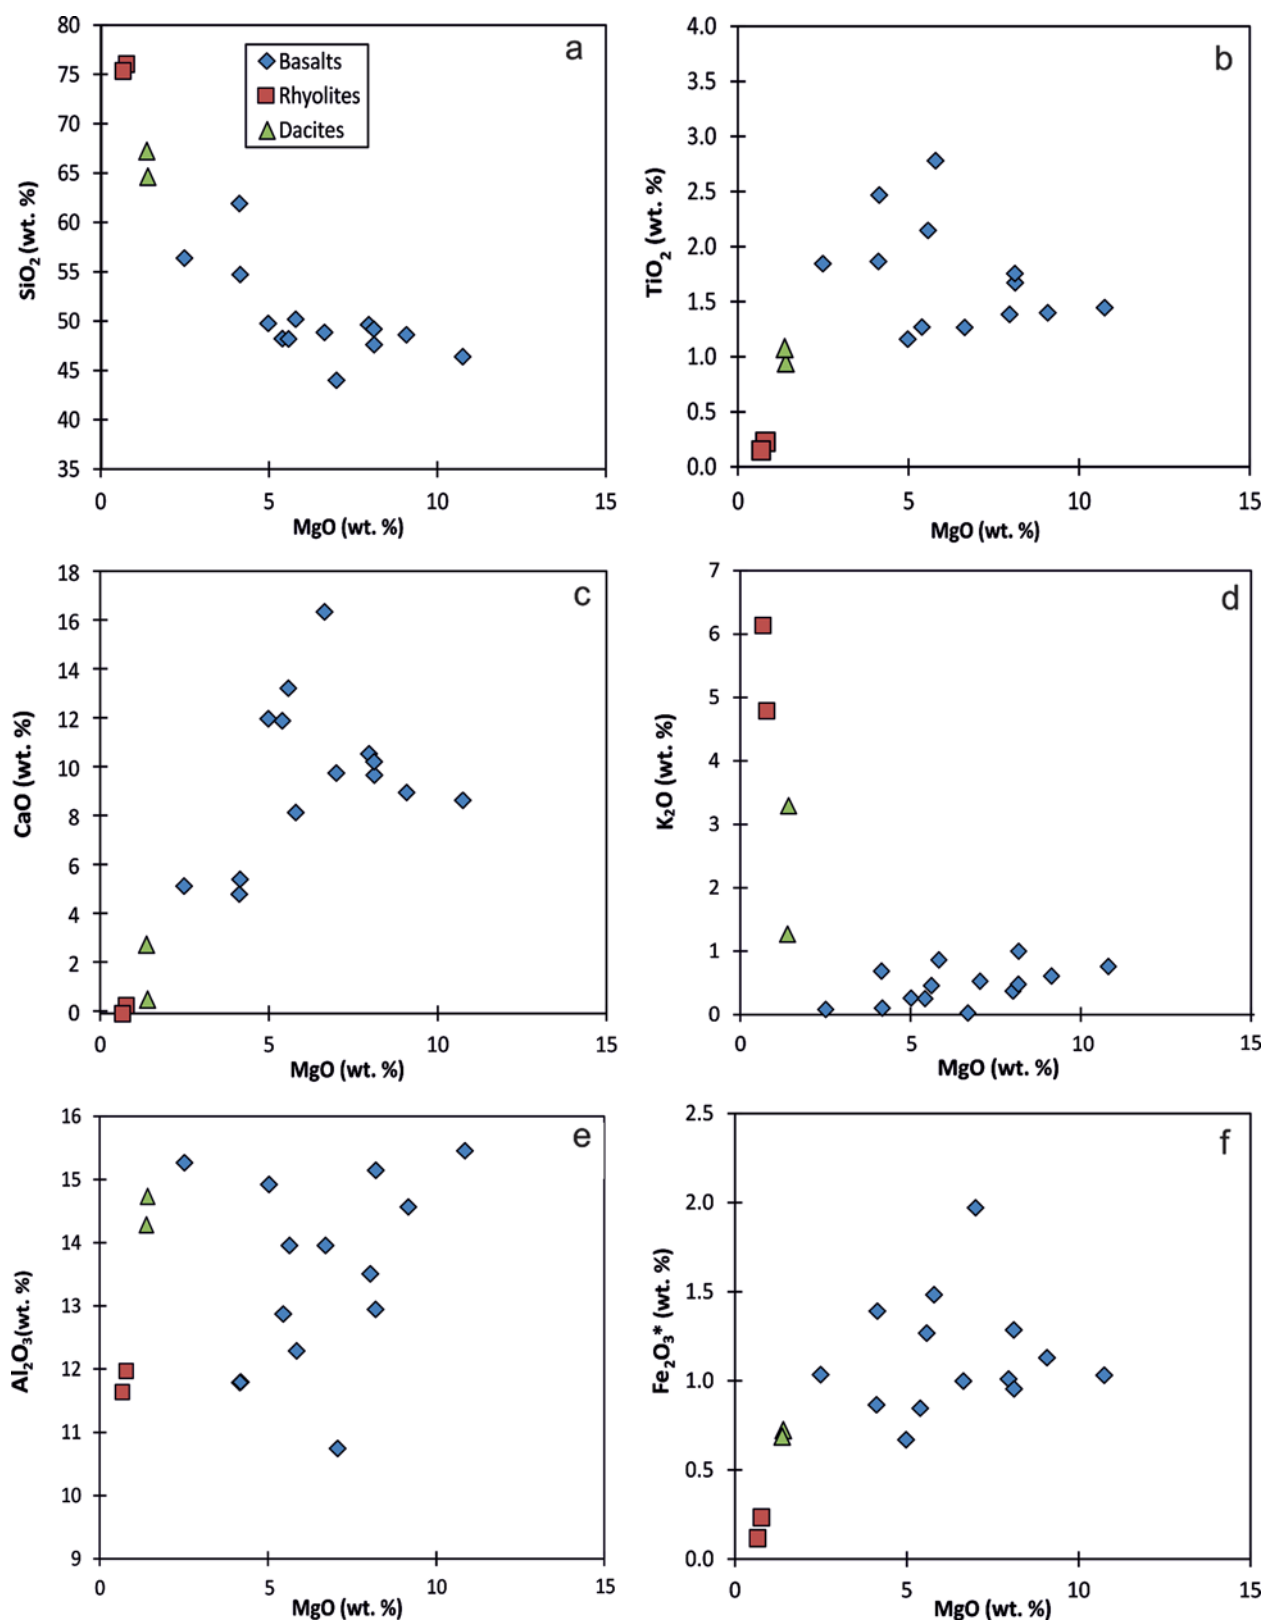 a
80
75
70
65
60
55
50
45
40
35
SiO₂ (wt. %)
Basalts
Rhyolites
Dacites
0 5 10 15
MgO (wt. %)
b
4.0
3.5
3.0
2.5
2.0
1.5
1.0
0.5
0.0
TiO₂ (wt. %)
0 5 10 15
MgO (wt. %)
c
18
16
14
12
10
8
6
4
2
0
CaO (wt. %)
0 5 10 15
MgO (wt. %)
d
7
6
5
4
3
2
1
0
K₂O (wt. %)
0 5 10 15
MgO (wt. %)
e
16
15
14
13
12
11
10
9
Al₂O₃(wt. %)
0 5 10 15
MgO (wt. %)
f
2.5
2.0
1.5
1.0
0.5
0.0
Fe₂O₃* (wt. %)
0 5 10 15
MgO (wt. %)